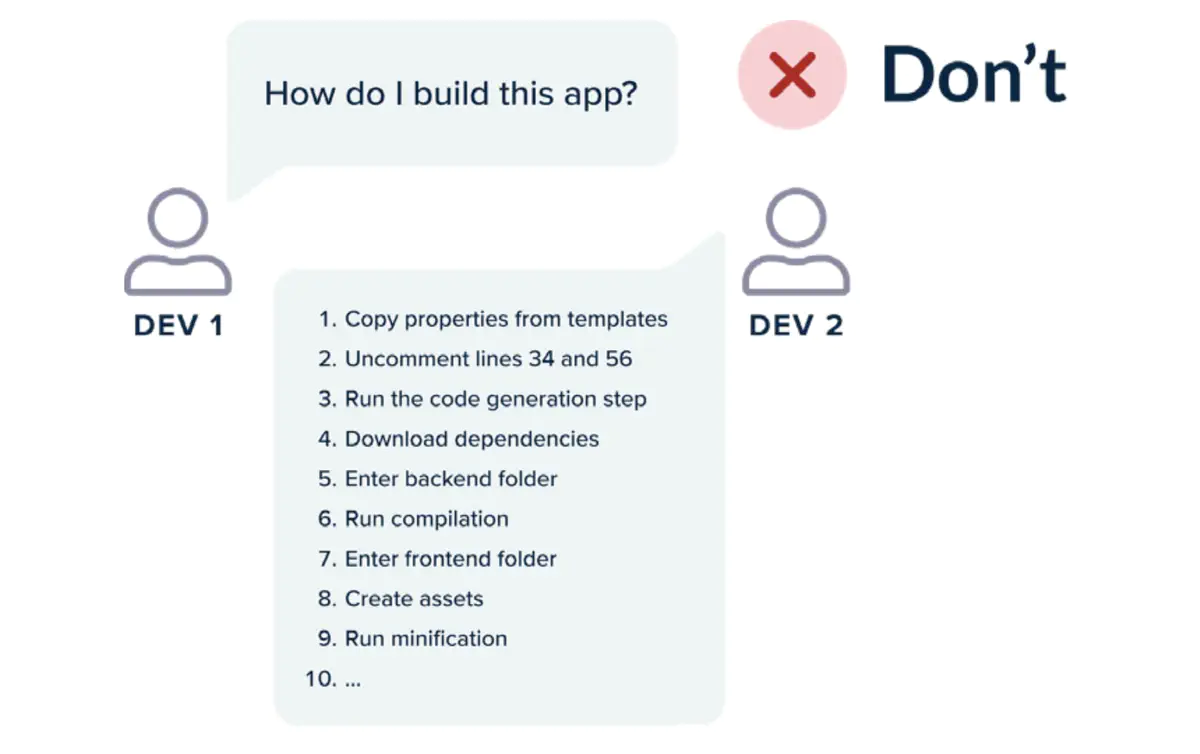 How do I build this app?
Don’t
DEV 1
DEV 2
1. Copy properties from templates
2. Uncomment lines 34 and 56
3. Run the code generation step
4. Download dependencies
5. Enter backend folder
6. Run compilation
7. Enter frontend folder
8. Create assets
9. Run minification
10. ...